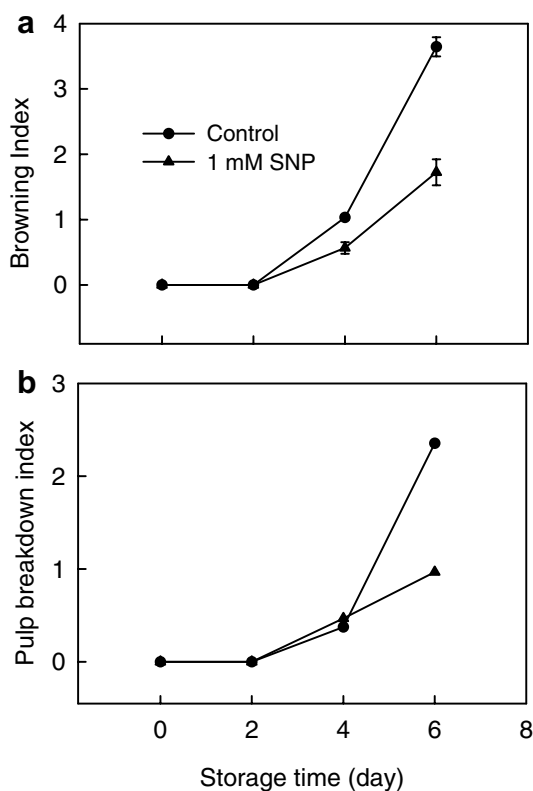 a
4
3
2
1
0
Browning Index
Control
1 mM SNP
b
3
2
1
0
Pulp breakdown index
0 2 4 6 8
Storage time (day)